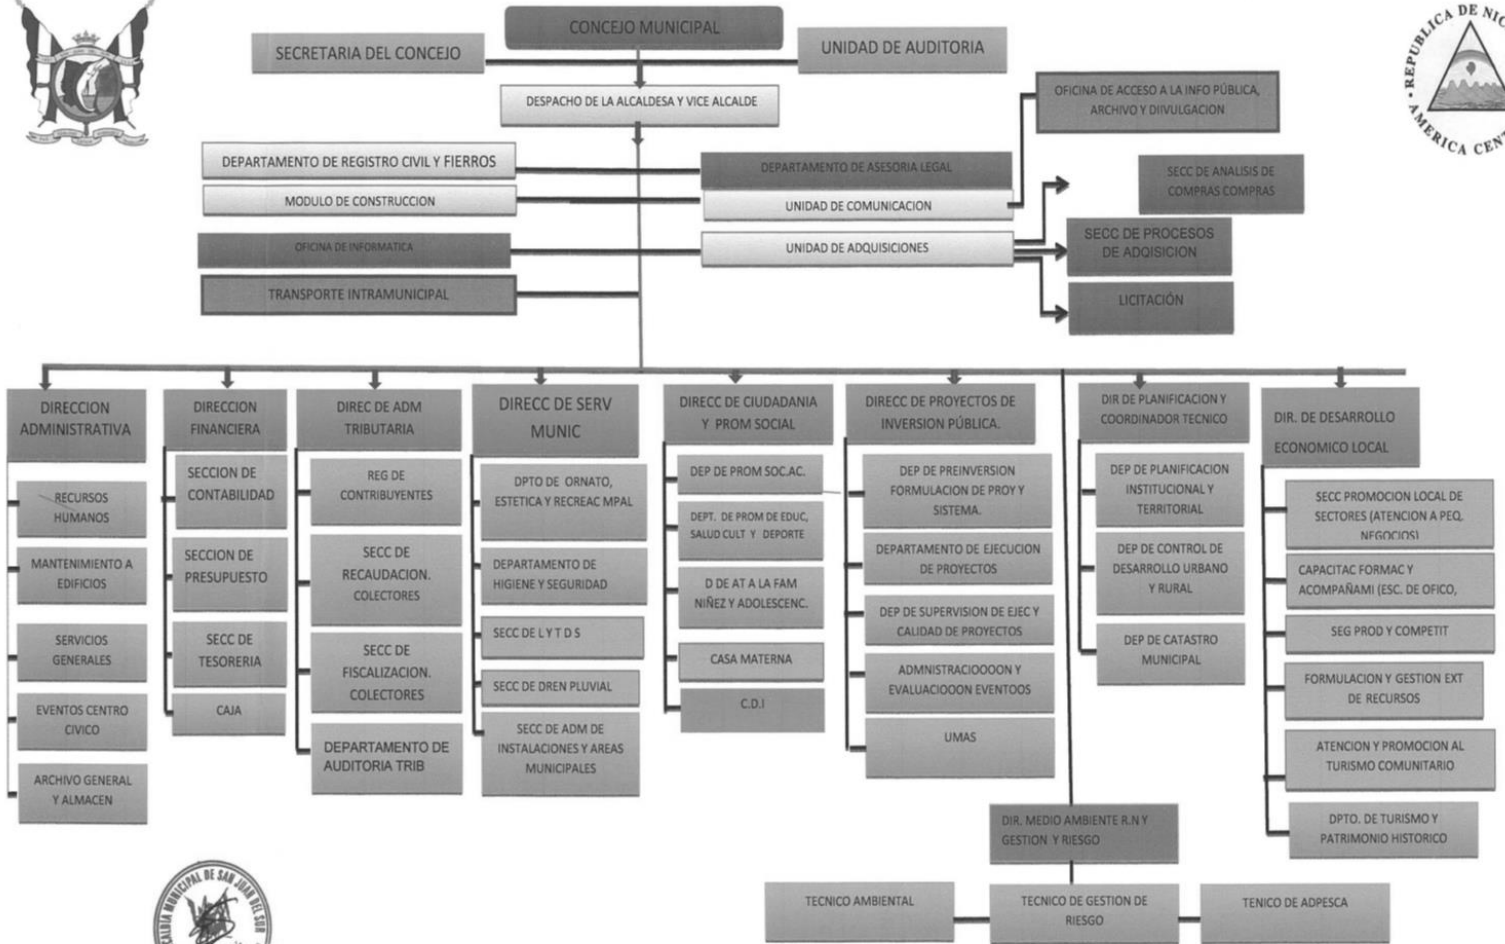 CONCEJO MUNICIPAL
SECRETARIA DEL CONCEJO
UNIDAD DE AUDITORIA
REPUBLICA DE NIC
AMERICA CENT
DESPACHO DE LA ALCALDESA Y VICE ALCALDE
OFICINA DE ACCESO A LA INFO PÚBLICA,
ARCHIVO Y DIIVULGACION
DEPARTAMENTO DE REGISTRO CIVIL Y FIERROS
DEPARTAMENTO DE ASESORIA LEGAL
SECC DE ANALISIS DE
COMPRAS COMPRAS
MODULO DE CONSTRUCCION
UNIDAD DE COMUNICACION
OFICINA DE INFORMATICA
UNIDAD DE ADQUISICIONES
SECC DE PROCESOS
DE ADQISICION
TRANSPORTE INTRAMUNICIPAL
LICITACIÓN
DIRECCION
ADMINISTRATIVA
RECURSOS
HUMANOS
MANTENIMIENTO A
EDIFICIOS
SERVICIOS
GENERALES
EVENTOS CENTRO
CIVICO
ARCHIVO GENERAL
Y ALMACEN
DIRECCION
FINANCIERA
SECCION DE
CONTABILIDAD
SECCION DE
PRESUPUESTO
SECC DE
TESORERIA
CAJA
DIREC DE ADM
TRIBUTARIA
REG DE
CONTRIBUYENTES
SECC DE
RECAUDACION.
COLECTORES
SECC DE
FISCALIZACION.
COLECTORES
DEPARTAMENTO DE
AUDITORIA TRIB
DIRECC DE SERV
MUNIC
DPTO DE ORNATO,
ESTETICA Y RECREAC MPAL
DEPARTAMENTO DE
HIGIENE Y SEGURIDAD
SECC DE L Y T D S
SECC DE DREN PLUVIAL
SECC DE ADM DE
INSTALACIONES Y AREAS
MUNICIPALES
DIRECC DE CIUDADANIA
Y PROM SOCIAL
DEP DE PROM SOC.AC.
DEPT. DE PROM DE EDUC,
SALUD CULT Y DEPORTE
D DE AT A LA FAM
NIÑEZ Y ADOLESCENC.
CASA MATERNA
C.D.I
DIRECC DE PROYECTOS DE
INVERSION PÚBLICA.
DEP DE PREINVERSION
FORMULACION DE PROY Y
SISTEMA.
DEPARTAMENTO DE EJECUCION
DE PROYECTOS
DEP DE SUPERVISION DE EJEC Y
CALIDAD DE PROYECTOS
ADMNISTRACIOOOON Y
EVALUACIOOON EVENTOOS
UMAS
DIR DE PLANIFICACION Y
COORDINADOR TECNICO
DEP DE PLANIFICACION
INSTITUCIONAL Y
TERRITORIAL
DEP DE CONTROL DE
DESARROLLO URBANO
Y RURAL
DEP DE CATASTRO
MUNICIPAL
DIR. DE DESARROLLO
ECONOMICO LOCAL
SECC PROMOCION LOCAL DE
SECTORES (ATENCION A PEQ.
NEGOCIOS)
CAPACITAC FORMAC Y
ACOMPAÑAMI (ESC. DE OFICO,
SEG PROD Y COMPETIT
FORMULACION Y GESTION EXT
DE RECURSOS
ATENCION Y PROMOCION AL
TURISMO COMUNITARIO
DPTO. DE TURISMO Y
PATRIMONIO HISTORICO
DIR. MEDIO AMBIENTE R.N Y
GESTION Y RIESGO
TECNICO AMBIENTAL
TECNICO DE GESTION DE
RIESGO
TENICO DE ADPESCA
ALCALDIA MUNICIPAL DE SAN JUAN DEL SUR